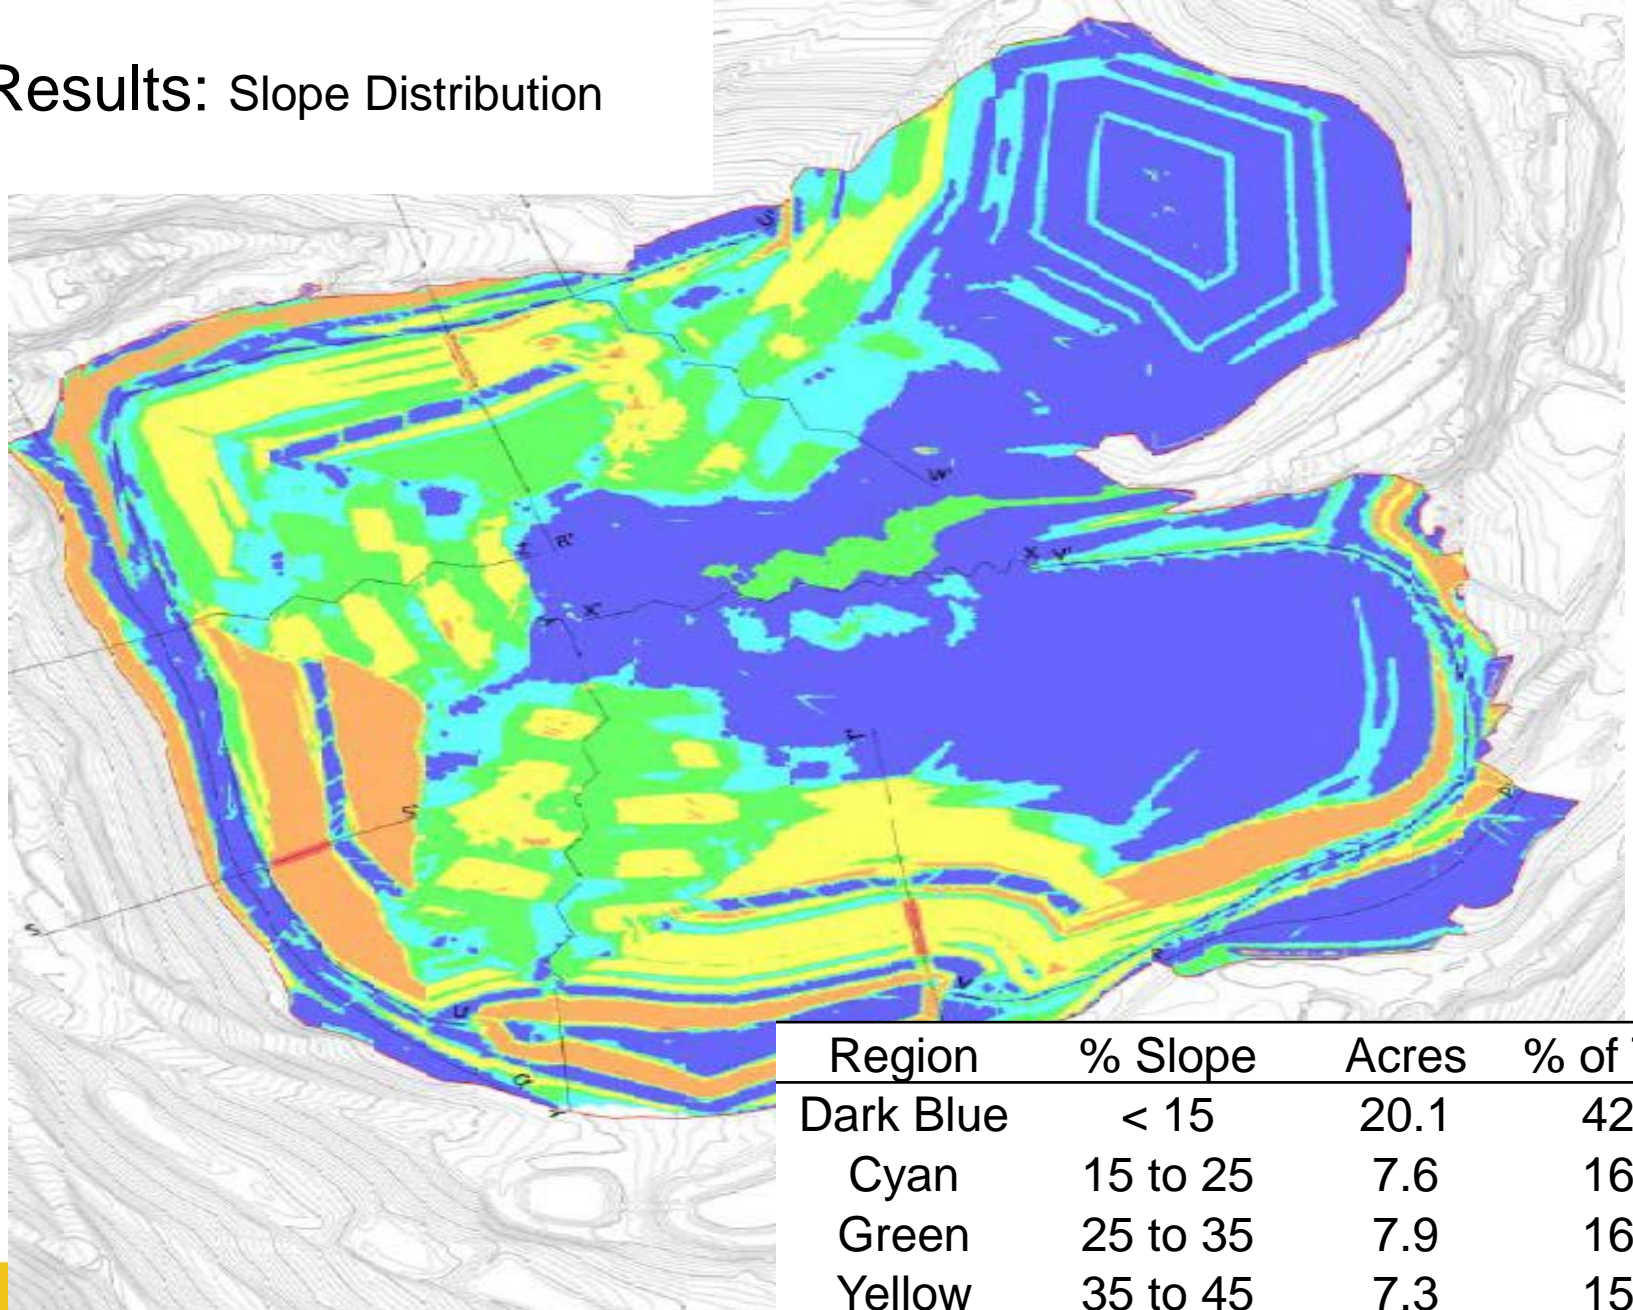 Results: Slope Distribution
U'
W'
R'
X'
X V'
S'
S
V
U
Region % Slope Acres % of
Dark Blue < 15 20.1 42
Cyan 15 to 25 7.6 16
Green 25 to 35 7.9 16
Yellow 35 to 45 7.3 15